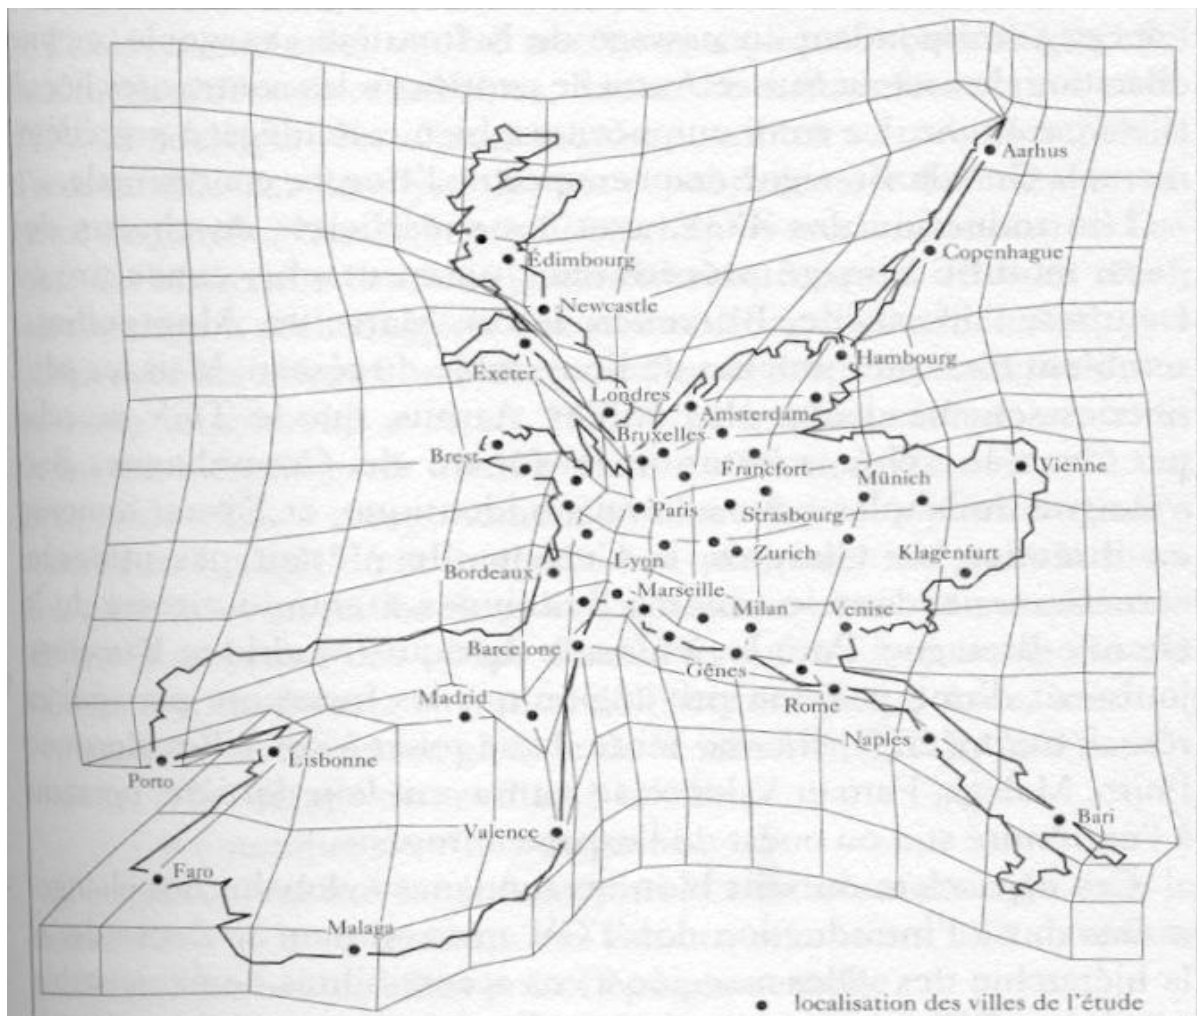 Aarhus
Copenhague
Edimbourg
Newcastle
Hambourg
Exeter
Londres
Amsterdam
Bruxelles
Brest
Francfort
Vienne
Münich
Paris
Strasbourg
Zurich
Klagenfurt
Lyon
Bordeaux
Marseille
Milan
Venise
Barcelone
Gênes
Madrid
Rome
Naples
Lisbonne
Porto
Valence
Bari
Faro
Malaga
localisation des villes de l'étude